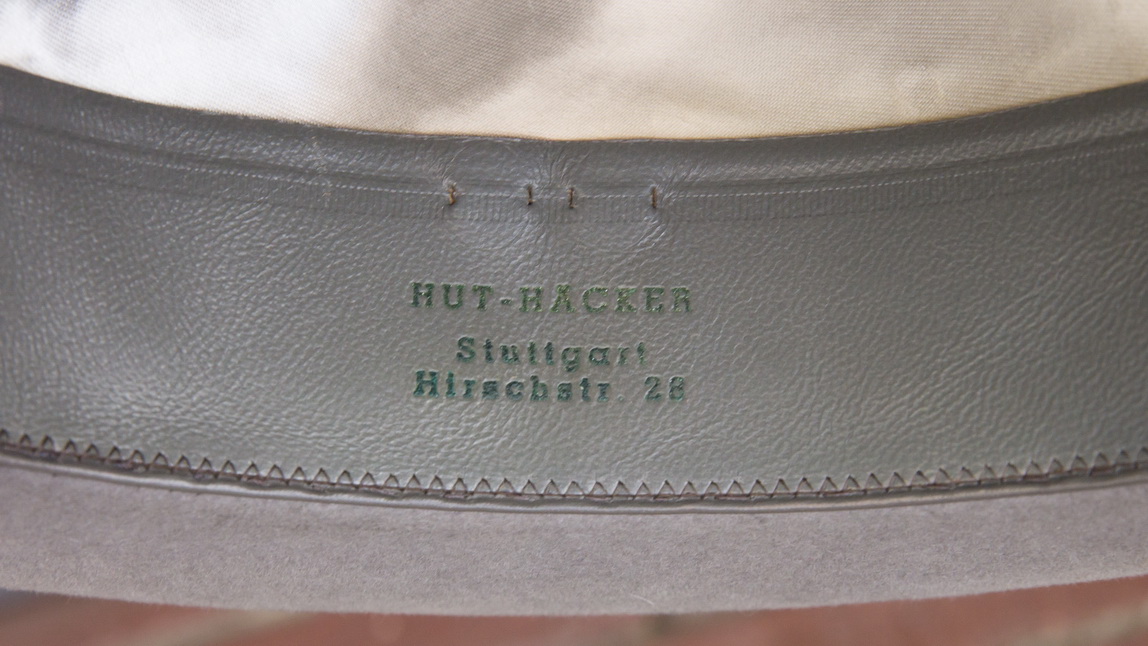 HUT-HÄCKER
Stuttgart
Hirschstr. 28